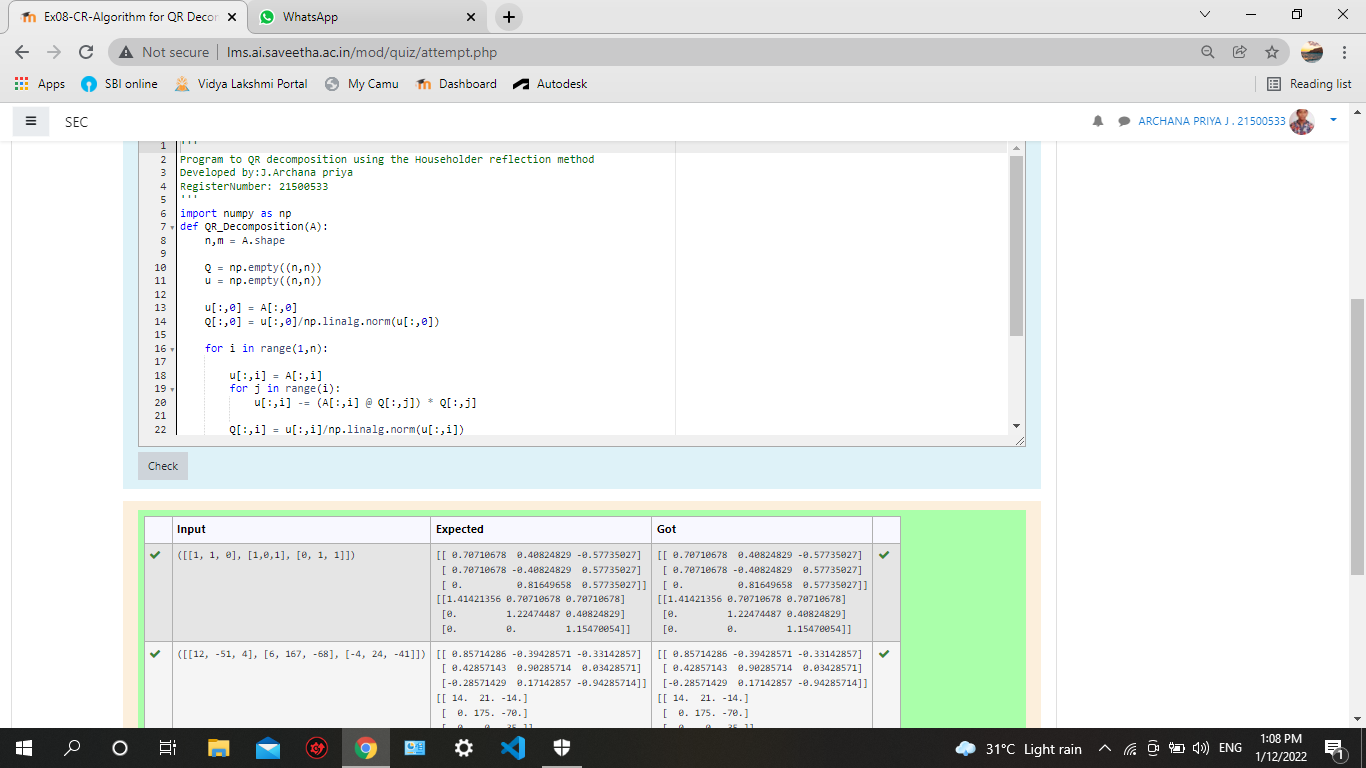 Ex08-CR-Algorithm for QR Decor
WhatsApp
Not secure
lms.ai.saveetha.ac.in/mod/quiz/attempt.php
Apps
SBI online
Vidya Lakshmi Portal
My Camu
Dashboard
Autodesk
Reading list
SEC
ARCHANA PRIYA J . 21500533
1 '''
2 Program to QR decomposition using the Householder reflection method
3 Developed by:J.Archana priya
4 RegisterNumber: 21500533
5 '''
6 import numpy as np
7 def QR_Decomposition(A):
8     n,m = A.shape
9
10     Q = np.empty((n,n))
11     u = np.empty((n,n))
12
13     u[:,0] = A[:,0]
14     Q[:,0] = u[:,0]/np.linalg.norm(u[:,0])
15
16     for i in range(1,n):
17
18         u[:,i] = A[:,i]
19         for j in range(i):
20             u[:,i] -= (A[:,i] @ Q[:,j]) * Q[:,j]
21
22         Q[:,i] = u[:,i]/np.linalg.norm(u[:,i])
Check
Input Expected Got
([[1, 1, 0], [1,0,1], [0, 1, 1]]) [[ 0.70710678  0.40824829 -0.57735027] [[ 0.70710678  0.40824829 -0.57735027]
[ 0.70710678 -0.40824829  0.57735027] [ 0.70710678 -0.40824829  0.57735027]
[ 0.          0.81649658  0.57735027]] [ 0.          0.81649658  0.57735027]]
[[1.41421356 0.70710678 0.70710678] [[1.41421356 0.70710678 0.70710678]
[0.         1.22474487 0.40824829] [0.         1.22474487 0.40824829]
[0.         0.         1.15470054]] [0.         0.         1.15470054]]
([[12, -51, 4], [6, 167, -68], [-4, 24, -41]]) [[ 0.85714286 -0.39428571 -0.33142857] [[ 0.85714286 -0.39428571 -0.33142857]
[ 0.42857143  0.90285714  0.03428571] [ 0.42857143  0.90285714  0.03428571]
[-0.28571429  0.17142857 -0.94285714]] [-0.28571429  0.17142857 -0.94285714]]
[[ 14.  21. -14.] [[ 14.  21. -14.]
[  0. 175. -70.] [  0. 175. -70.]
31°C Light rain
ENG
1:08 PM
1/12/2022
1